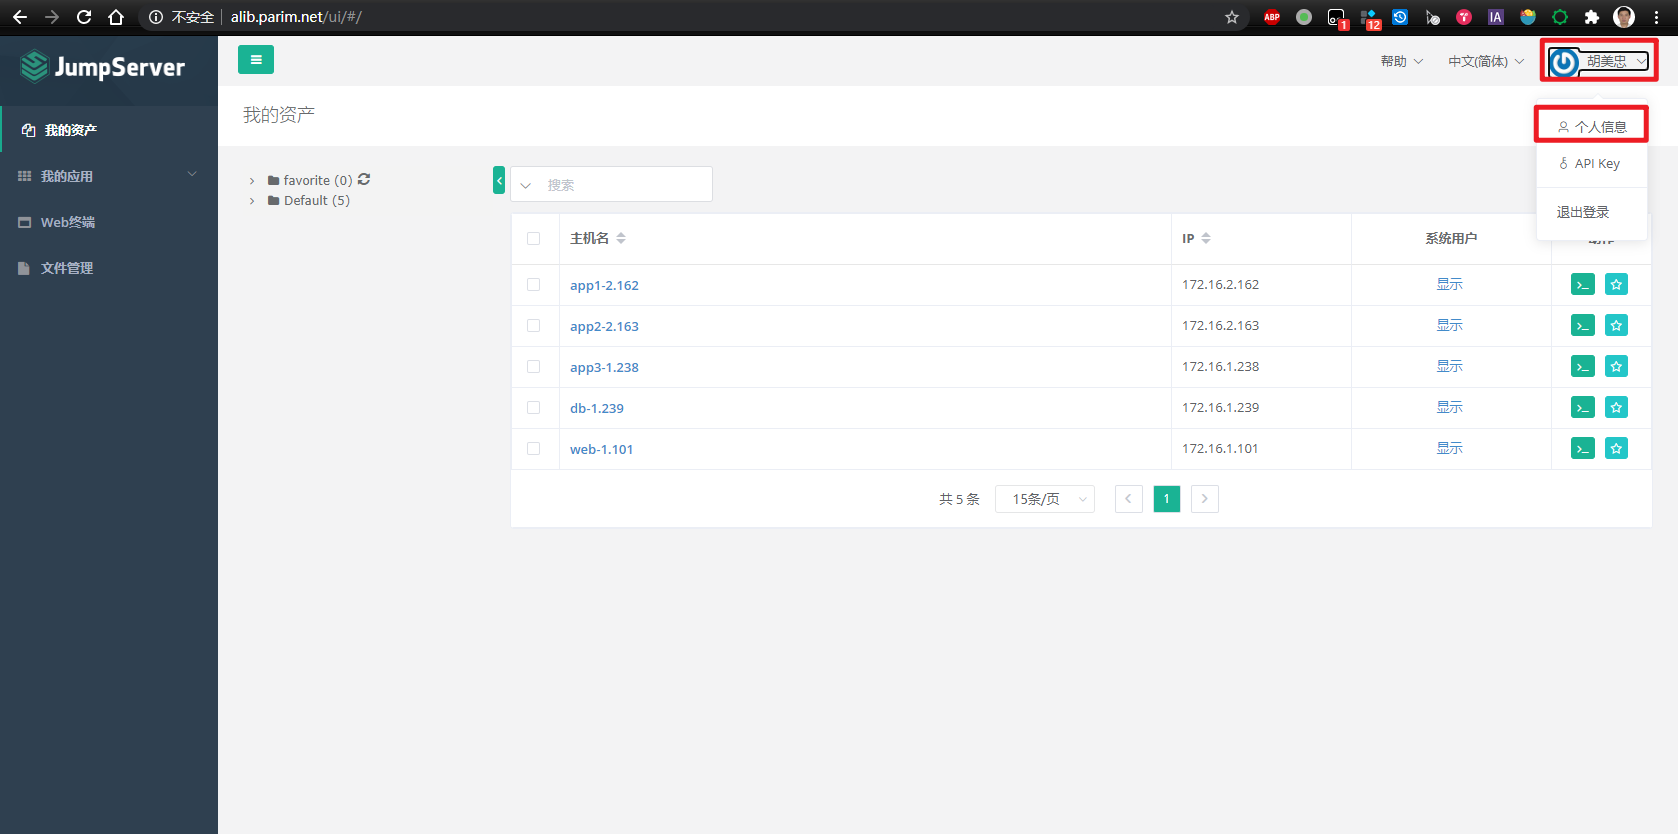 不安全 alib.parim.net/ui/#/
ABP 1 12 IA
JumpServer
帮助 中文(简体) 胡美忠
我的资产
我的应用
Web终端
文件管理
我的资产
个人信息
API Key
退出登录
favorite (0)
Default (5)
搜索
主机名 IP 系统用户
app1-2.162 172.16.2.162 显示
app2-2.163 172.16.2.163 显示
app3-1.238 172.16.1.238 显示
db-1.239 172.16.1.239 显示
web-1.101 172.16.1.101 显示
共 5 条 15条/页 1